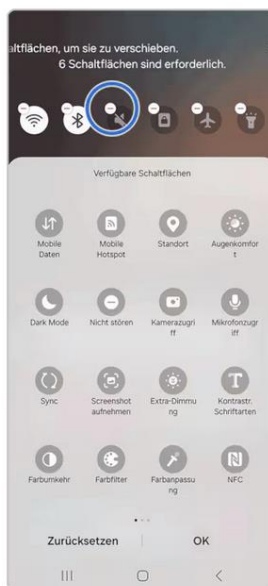 altflächen, um sie zu verschieben.
6 Schaltflächen sind erforderlich.
Verfügbare Schaltflächen
Mobile
Daten
Mobile
Hotspot
Standort
Augenkomfor
t
Dark Mode
Nicht stören
Kamerazugri
ff
Mikrofonzugr
iff
Sync
Screenshot
aufnehmen
Extra-Dimmu
ng
Kontrastr.
Schriftarten
Farbumkehr
Farbfilter
Farbanpassu
ng
NFC
Zurücksetzen
OK